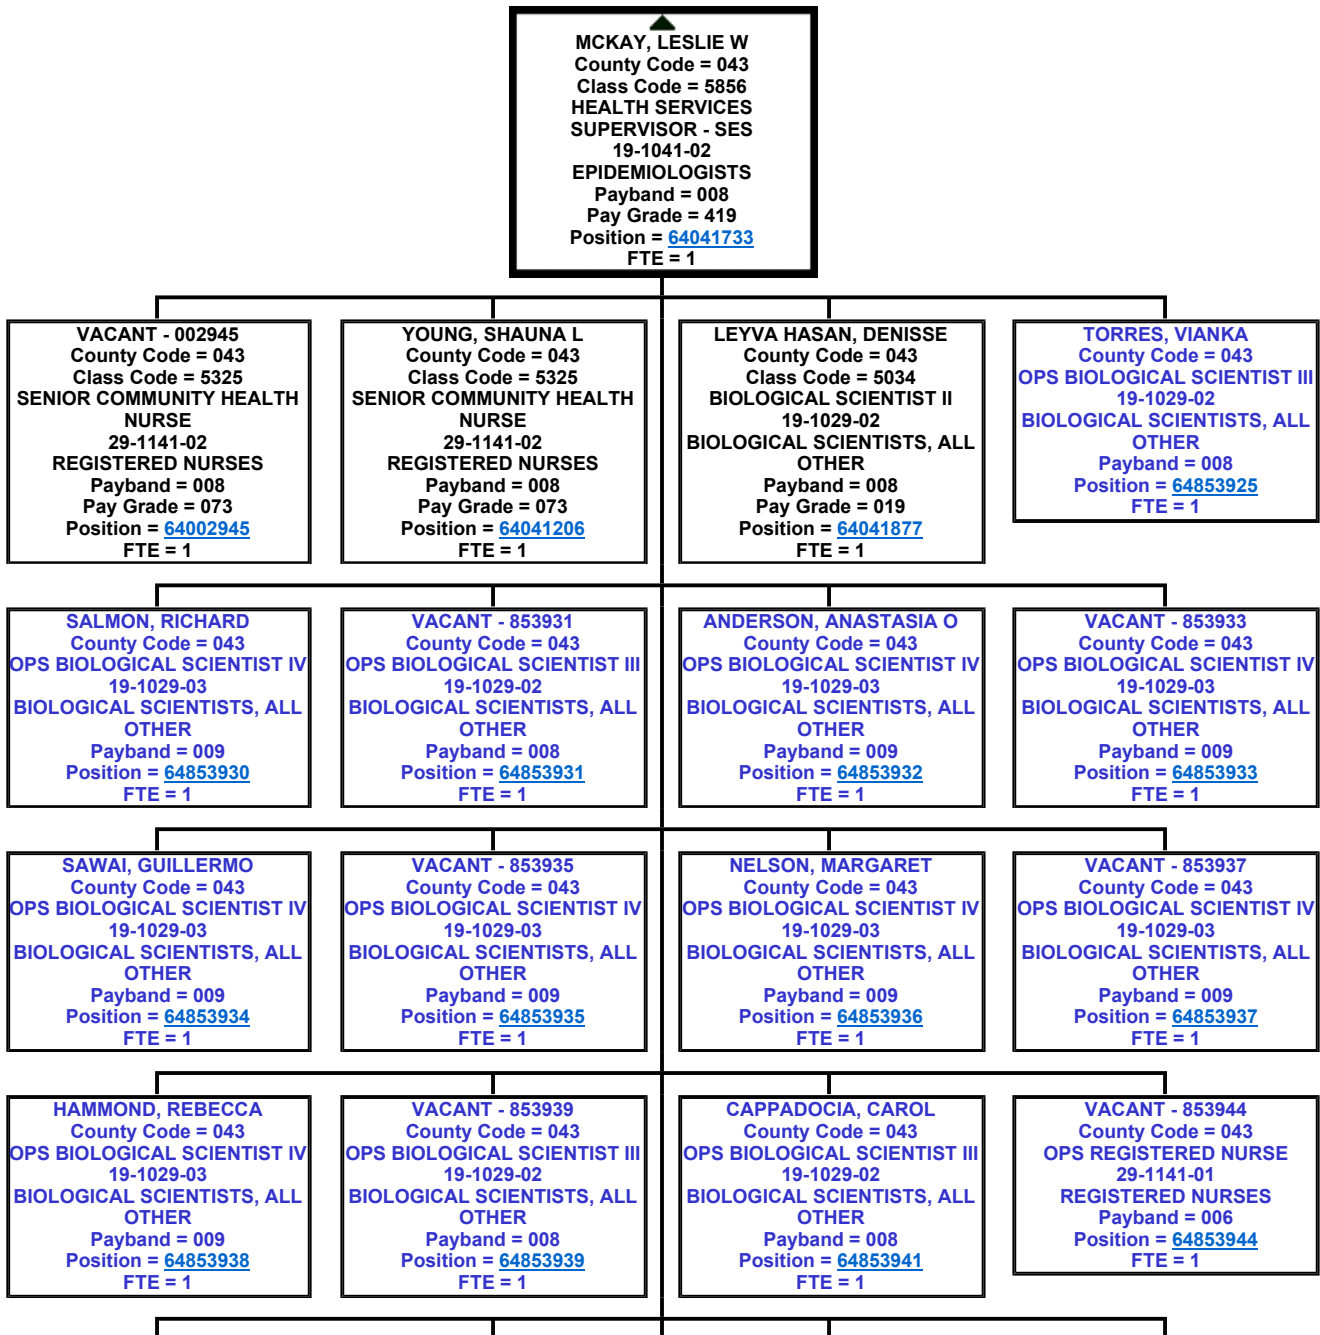 MCKAY, LESLIE W
County Code = 043
Class Code = 5856
HEALTH SERVICES
SUPERVISOR - SES
19-1041-02
EPIDEMIOLOGISTS
Payband = 008
Pay Grade = 419
Position = 64041733
FTE = 1
VACANT - 002945
County Code = 043
Class Code = 5325
SENIOR COMMUNITY HEALTH
NURSE
29-1141-02
REGISTERED NURSES
Payband = 008
Pay Grade = 073
Position = 64002945
FTE = 1
YOUNG, SHAUNA L
County Code = 043
Class Code = 5325
SENIOR COMMUNITY HEALTH
NURSE
29-1141-02
REGISTERED NURSES
Payband = 008
Pay Grade = 073
Position = 64041206
FTE = 1
LEYVA HASAN, DENISSE
County Code = 043
Class Code = 5034
BIOLOGICAL SCIENTIST II
19-1029-02
BIOLOGICAL SCIENTISTS, ALL
OTHER
Payband = 008
Pay Grade = 019
Position = 64041877
FTE = 1
TORRES, VIANKA
County Code = 043
OPS BIOLOGICAL SCIENTIST III
19-1029-02
BIOLOGICAL SCIENTISTS, ALL
OTHER
Payband = 008
Position = 64853925
FTE = 1
SALMON, RICHARD
County Code = 043
OPS BIOLOGICAL SCIENTIST IV
19-1029-03
BIOLOGICAL SCIENTISTS, ALL
OTHER
Payband = 009
Position = 64853930
FTE = 1
VACANT - 853931
County Code = 043
OPS BIOLOGICAL SCIENTIST III
19-1029-02
BIOLOGICAL SCIENTISTS, ALL
OTHER
Payband = 008
Position = 64853931
FTE = 1
ANDERSON, ANASTASIA O
County Code = 043
OPS BIOLOGICAL SCIENTIST IV
19-1029-03
BIOLOGICAL SCIENTISTS, ALL
OTHER
Payband = 009
Position = 64853932
FTE = 1
VACANT - 853933
County Code = 043
OPS BIOLOGICAL SCIENTIST IV
19-1029-03
BIOLOGICAL SCIENTISTS, ALL
OTHER
Payband = 009
Position = 64853933
FTE = 1
SAWAI, GUILLERMO
County Code = 043
OPS BIOLOGICAL SCIENTIST IV
19-1029-03
BIOLOGICAL SCIENTISTS, ALL
OTHER
Payband = 009
Position = 64853934
FTE = 1
VACANT - 853935
County Code = 043
OPS BIOLOGICAL SCIENTIST IV
19-1029-03
BIOLOGICAL SCIENTISTS, ALL
OTHER
Payband = 009
Position = 64853935
FTE = 1
NELSON, MARGARET
County Code = 043
OPS BIOLOGICAL SCIENTIST IV
19-1029-03
BIOLOGICAL SCIENTISTS, ALL
OTHER
Payband = 009
Position = 64853936
FTE = 1
VACANT - 853937
County Code = 043
OPS BIOLOGICAL SCIENTIST IV
19-1029-03
BIOLOGICAL SCIENTISTS, ALL
OTHER
Payband = 009
Position = 64853937
FTE = 1
HAMMOND, REBECCA
County Code = 043
OPS BIOLOGICAL SCIENTIST IV
19-1029-03
BIOLOGICAL SCIENTISTS, ALL
OTHER
Payband = 009
Position = 64853938
FTE = 1
VACANT - 853939
County Code = 043
OPS BIOLOGICAL SCIENTIST III
19-1029-02
BIOLOGICAL SCIENTISTS, ALL
OTHER
Payband = 008
Position = 64853939
FTE = 1
CAPPADOCIA, CAROL
County Code = 043
OPS BIOLOGICAL SCIENTIST III
19-1029-02
BIOLOGICAL SCIENTISTS, ALL
OTHER
Payband = 008
Position = 64853941
FTE = 1
VACANT - 853944
County Code = 043
OPS REGISTERED NURSE
29-1141-01
REGISTERED NURSES
Payband = 006
Position = 64853944
FTE = 1